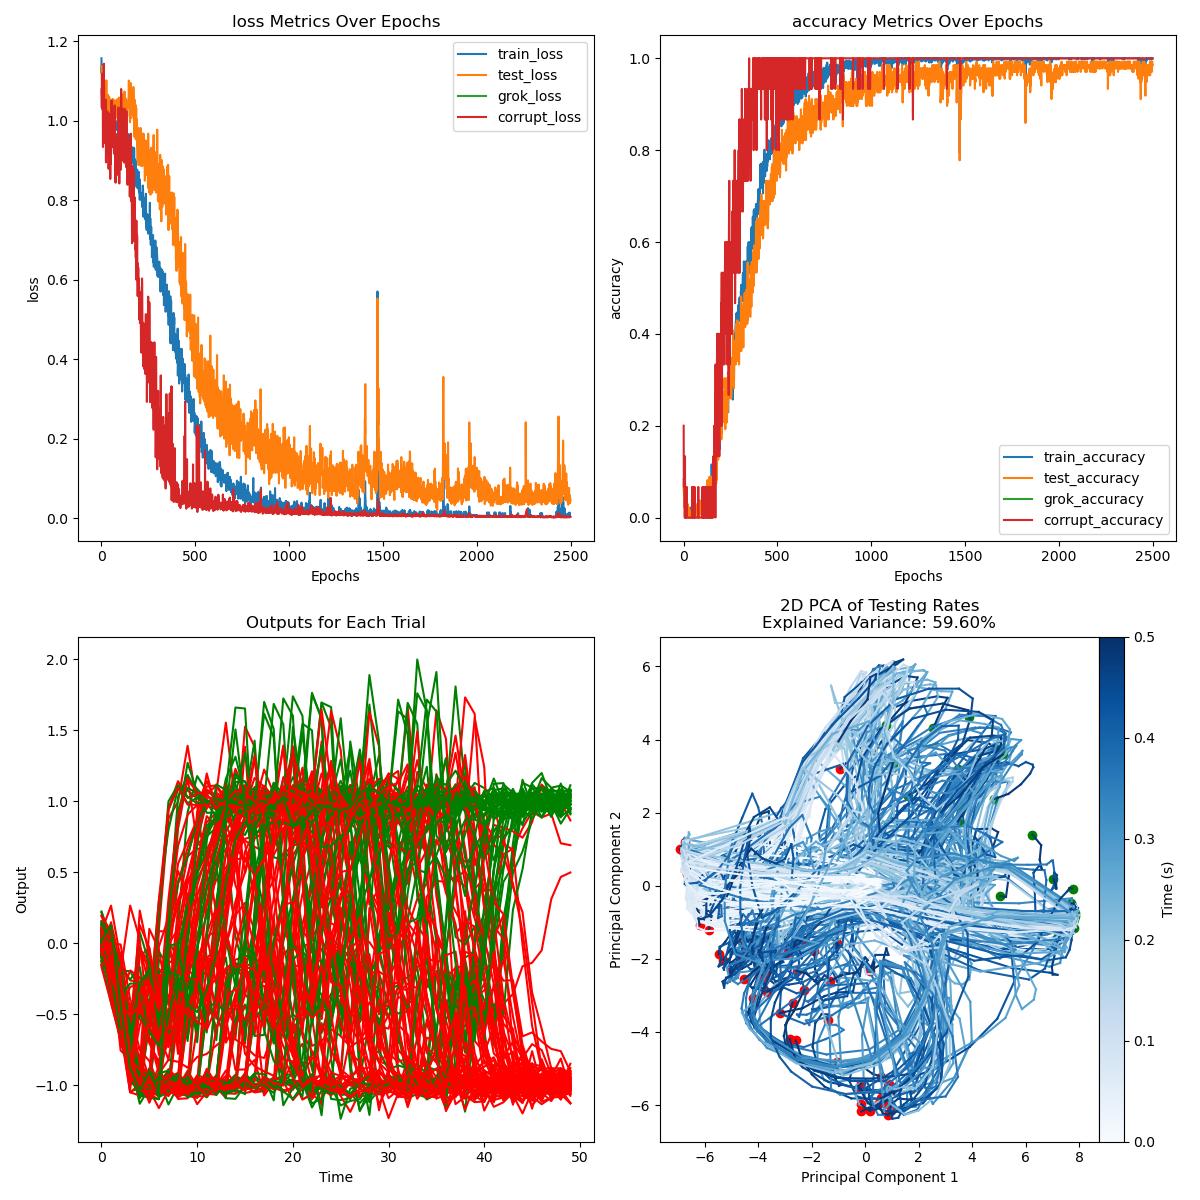 loss Metrics Over Epochs
1.2
1.0
0.8
0.6
0.4
0.2
0.0
loss
0
500
1000
1500
2000
2500
Epochs
train_loss
test_loss
grok_loss
corrupt_loss
accuracy Metrics Over Epochs
1.0
0.8
0.6
0.4
0.2
0.0
accuracy
0
500
1000
1500
2000
2500
Epochs
train_accuracy
test_accuracy
grok_accuracy
corrupt_accuracy
Outputs for Each Trial
2.0
1.5
1.0
0.5
0.0
−0.5
−1.0
Output
0
10
20
30
40
50
Time
2D PCA of Testing Rates
Explained Variance: 59.60%
6
4
2
0
−2
−4
−6
Principal Component 2
−6
−4
−2
0
2
4
6
8
Principal Component 1
0.5
0.4
0.3
0.2
0.1
0.0
Time (s)